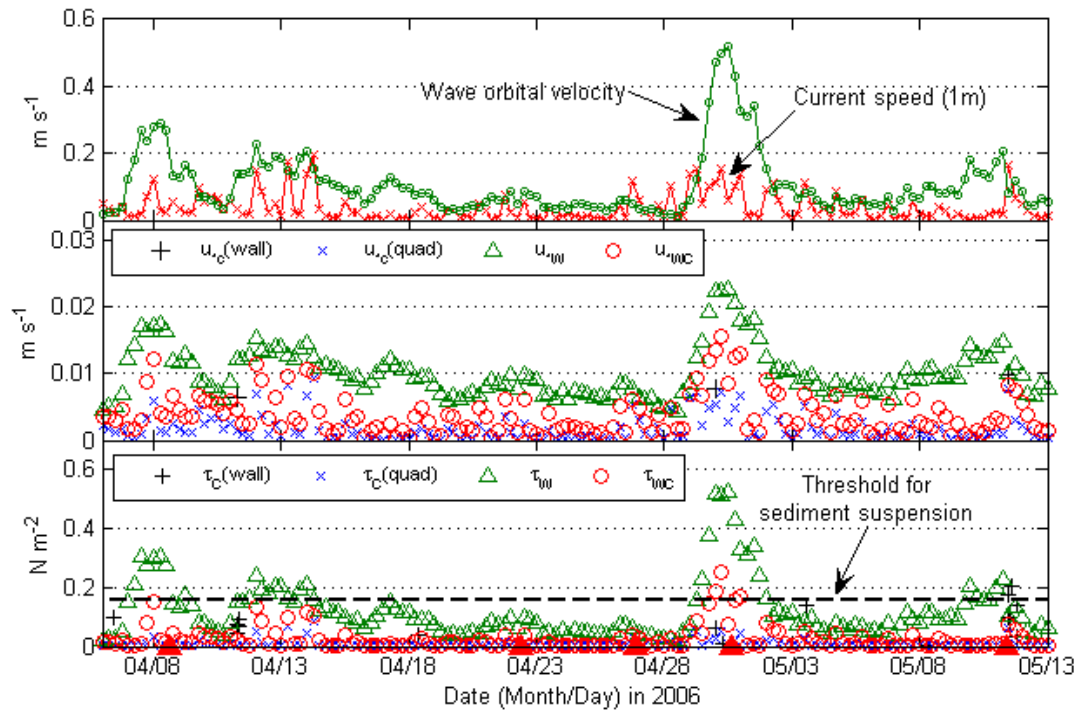 0.6
0.4
0.2
0
m s-1
Wave orbital velocity
Current speed (1m)
0.03
0.02
0.01
0
m s-1
u*c(wall) u*c(quad) u*w u*wc
0.6
0.4
0.2
0
N m-2
τc(wall) τc(quad) τw τwc
Threshold for
sediment suspension
04/08 04/13 04/18 04/23 04/28 05/03 05/08 05/13
Date (Month/Day) in 2006